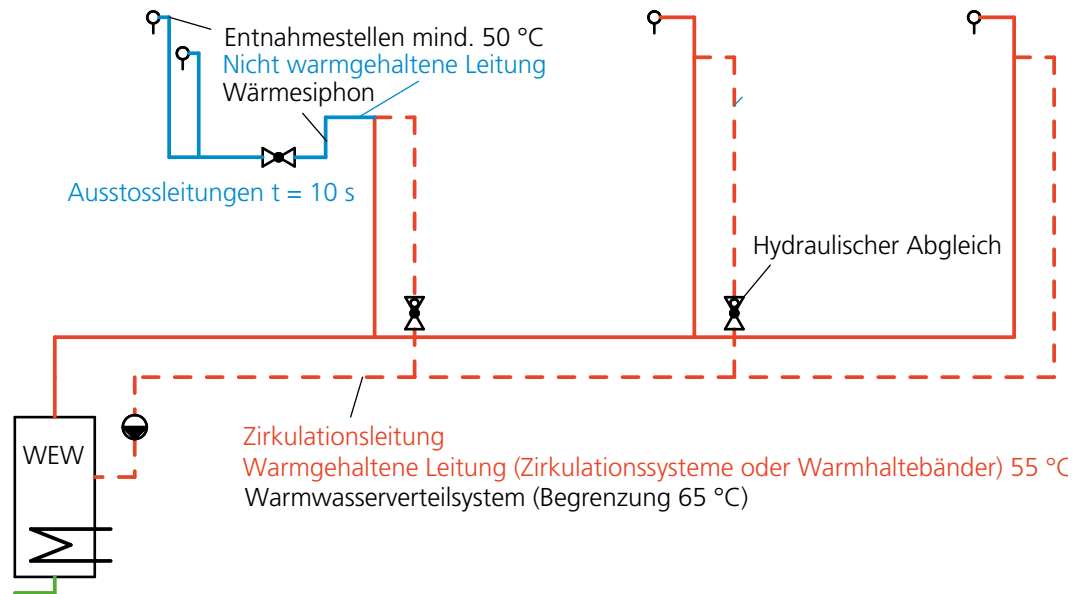 Entnahmestellen mind. 50 °C
Nicht warmgehaltene Leitung
Wärmesiphon
Ausstossleitungen t = 10 s
Hydraulischer Abgleich
WEW
Zirkulationsleitung
Warmgehaltene Leitung (Zirkulationssysteme oder Warmhaltebänder) 55 °C
Warmwasserverteilsystem (Begrenzung 65 °C)